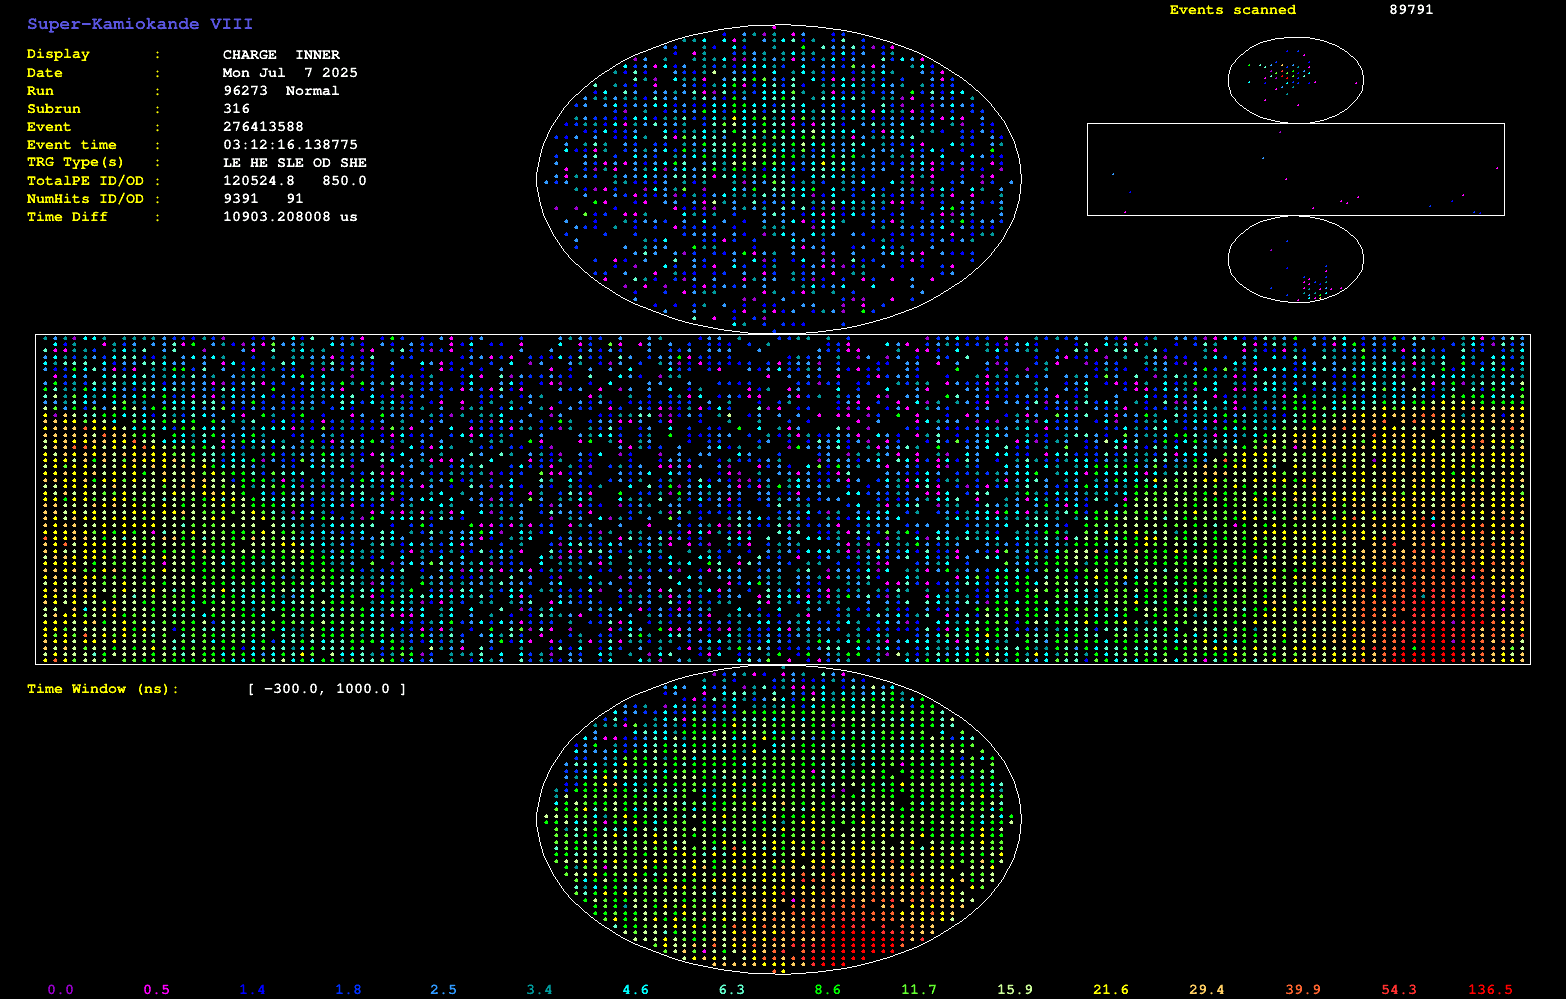 Super-Kamiokande VIII
Display : CHARGE INNER
Date : Mon Jul 7 2025
Run : 96273 Normal
Subrun : 316
Event : 276413588
Event time : 03:12:16.138775
TRG Type(s) : LE HE SLE OD SHE
TotalPE ID/OD : 120524.8 850.0
NumHits ID/OD : 9391 91
Time Diff : 10903.208008 us
Events scanned 89791
Time Window (ns): [ -300.0, 1000.0 ]
0.0 0.5 1.4 1.8 2.5 3.4 4.6 6.3 8.6 11.7 15.9 21.6 29.4 39.9 54.3 136.5